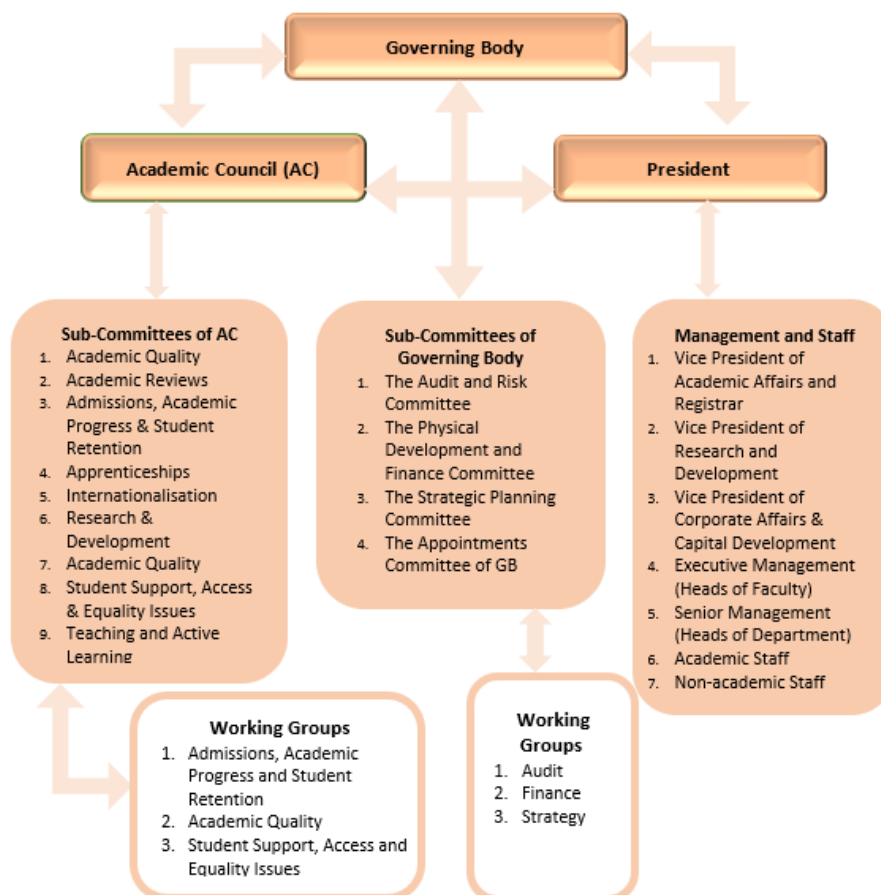 Governing Body
Academic Council (AC)
President
Sub-Committees of AC
1. Academic Quality
2. Academic Reviews
3. Admissions, Academic
Progress & Student
Retention
4. Apprenticeships
5. Internationalisation
6. Research &
Development
7. Academic Quality
8. Student Support, Access
& Equality Issues
9. Teaching and Active
Learning
Sub-Committees of
Governing Body
1. The Audit and Risk
Committee
2. The Physical
Development and
Finance Committee
3. The Strategic Planning
Committee
4. The Appointments
Committee of GB
Management and Staff
1. Vice President of
Academic Affairs and
Registrar
2. Vice President of
Research and
Development
3. Vice President of
Corporate Affairs &
Capital Development
4. Executive Management
(Heads of Faculty)
5. Senior Management
(Heads of Department)
6. Academic Staff
7. Non-academic Staff
Working Groups
1. Admissions, Academic
Progress and Student
Retention
2. Academic Quality
3. Student Support, Access and
Equality Issues
Working
Groups
1. Audit
2. Finance
3. Strategy